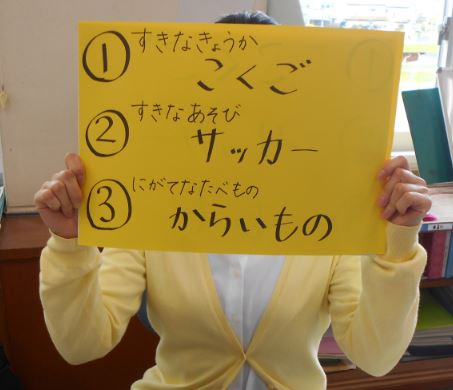 ① すきなきょうか
こくご
② すきなあそび
サッカー
③ にがてなたべもの
からいもの